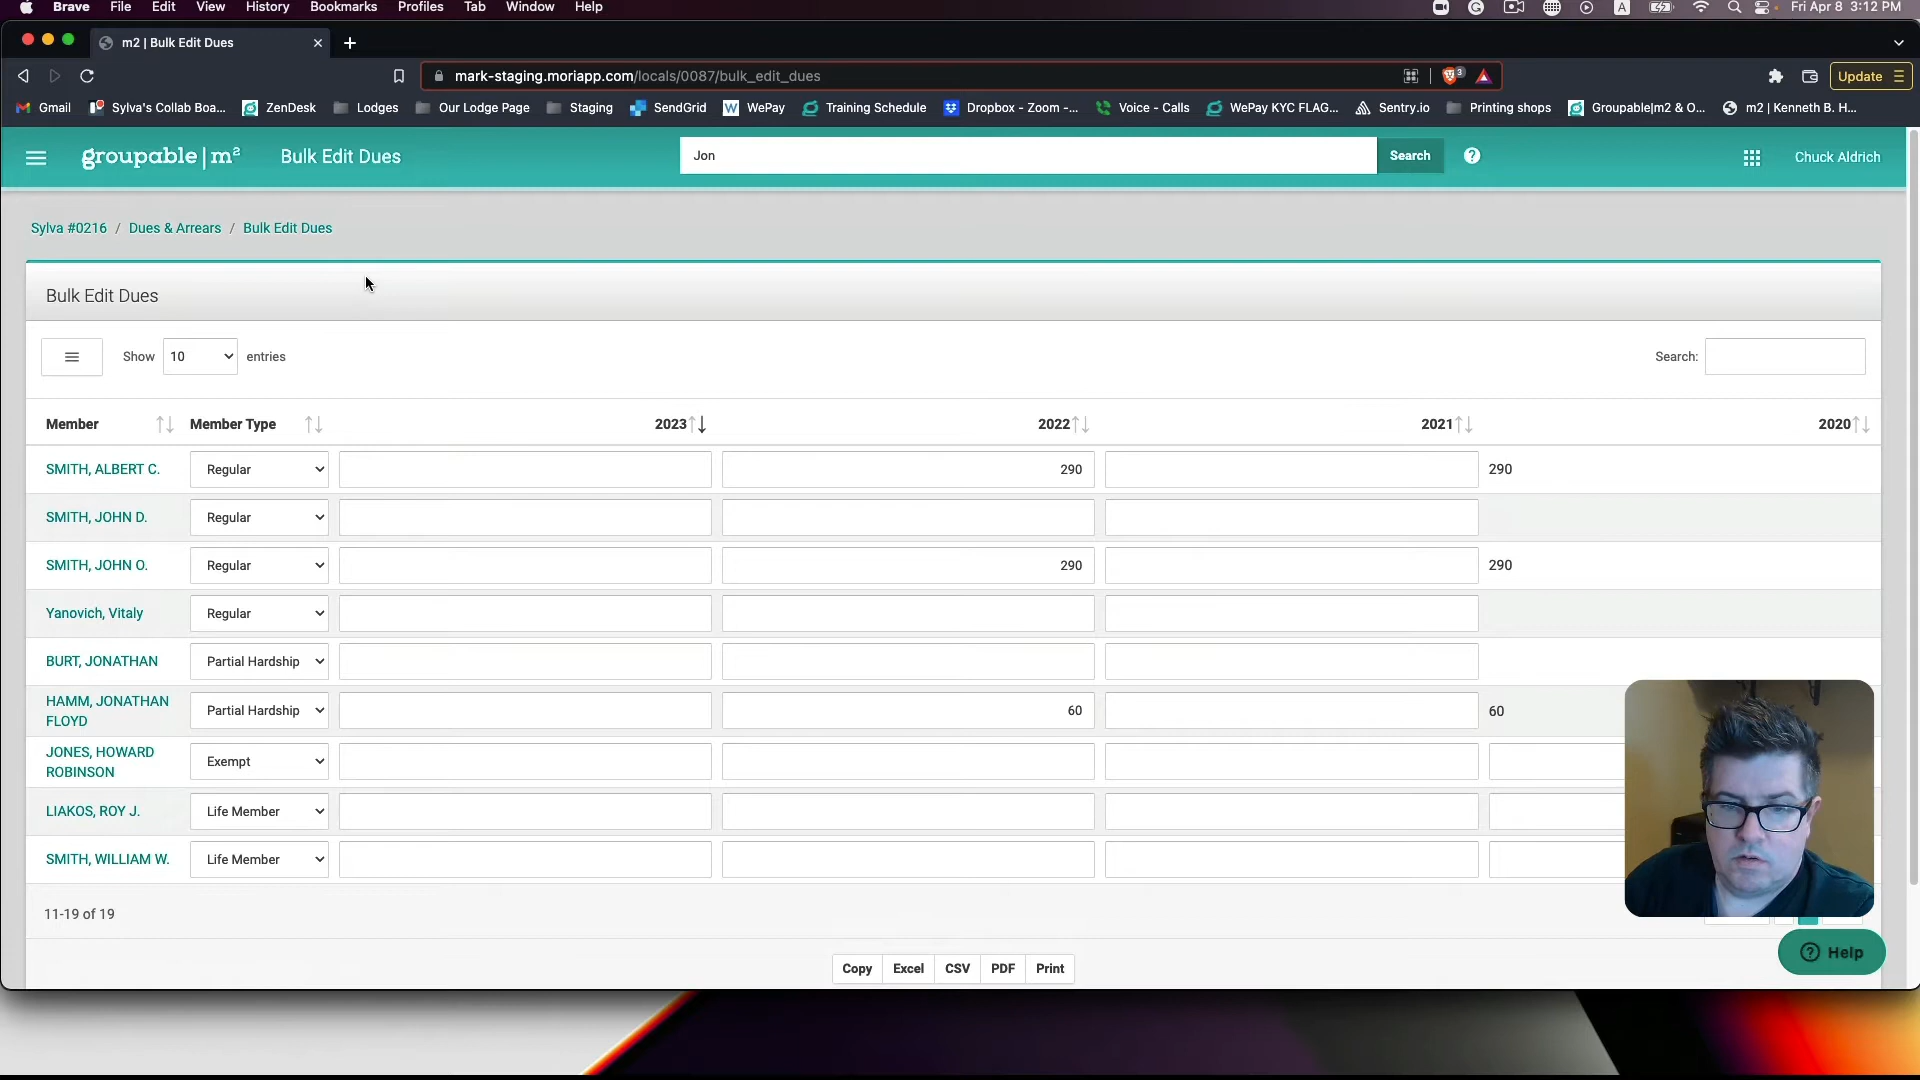 Brave File Edit View History Bookmarks Profiles Tab Window Help
A Fri Apr 8 3:12 PM
m2 | Bulk Edit Dues
mark-staging.moriapp.com/locals/0087/bulk_edit_dues
3
Update
Gmail Sylva's Collab Boa... ZenDesk Lodges Our Lodge Page Staging SendGrid WePay Training Schedule Dropbox - Zoom -... Voice - Calls WePay KYC FLAG... Sentry.io Printing shops Groupable|m2 & O... m2 | Kenneth B. H...
groupable | m² Bulk Edit Dues Jon Search Chuck Aldrich
Sylva #0216 / Dues & Arrears / Bulk Edit Dues
Bulk Edit Dues
Show 10 entries Search:
Member Member Type 2023 2022 2021 2020
SMITH, ALBERT C. Regular 290 290
SMITH, JOHN D. Regular
SMITH, JOHN O. Regular 290 290
Yanovich, Vitaly Regular
BURT, JONATHAN Partial Hardship
HAMM, JONATHAN FLOYD Partial Hardship 60 60
JONES, HOWARD ROBINSON Exempt
LIAKOS, ROY J. Life Member
SMITH, WILLIAM W. Life Member
11-19 of 19
Copy Excel CSV PDF Print
Help